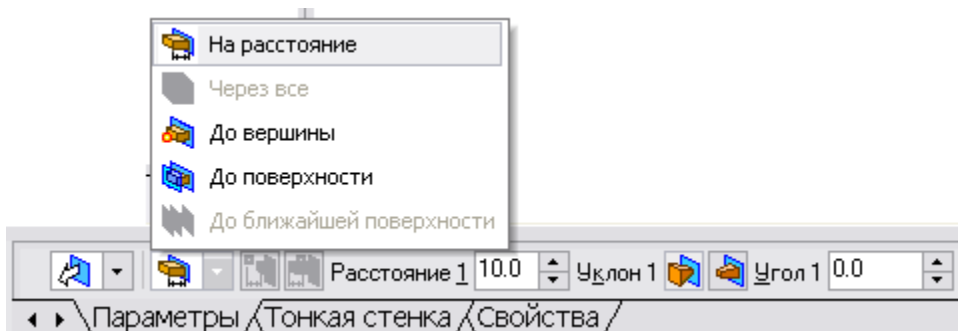 На расстояние
Через все
До вершины
До поверхности
До ближайшей поверхности
Расстояние 1 10.0 Уклон 1 Угол 1 0.0
Параметры Тонкая стенка Свойства